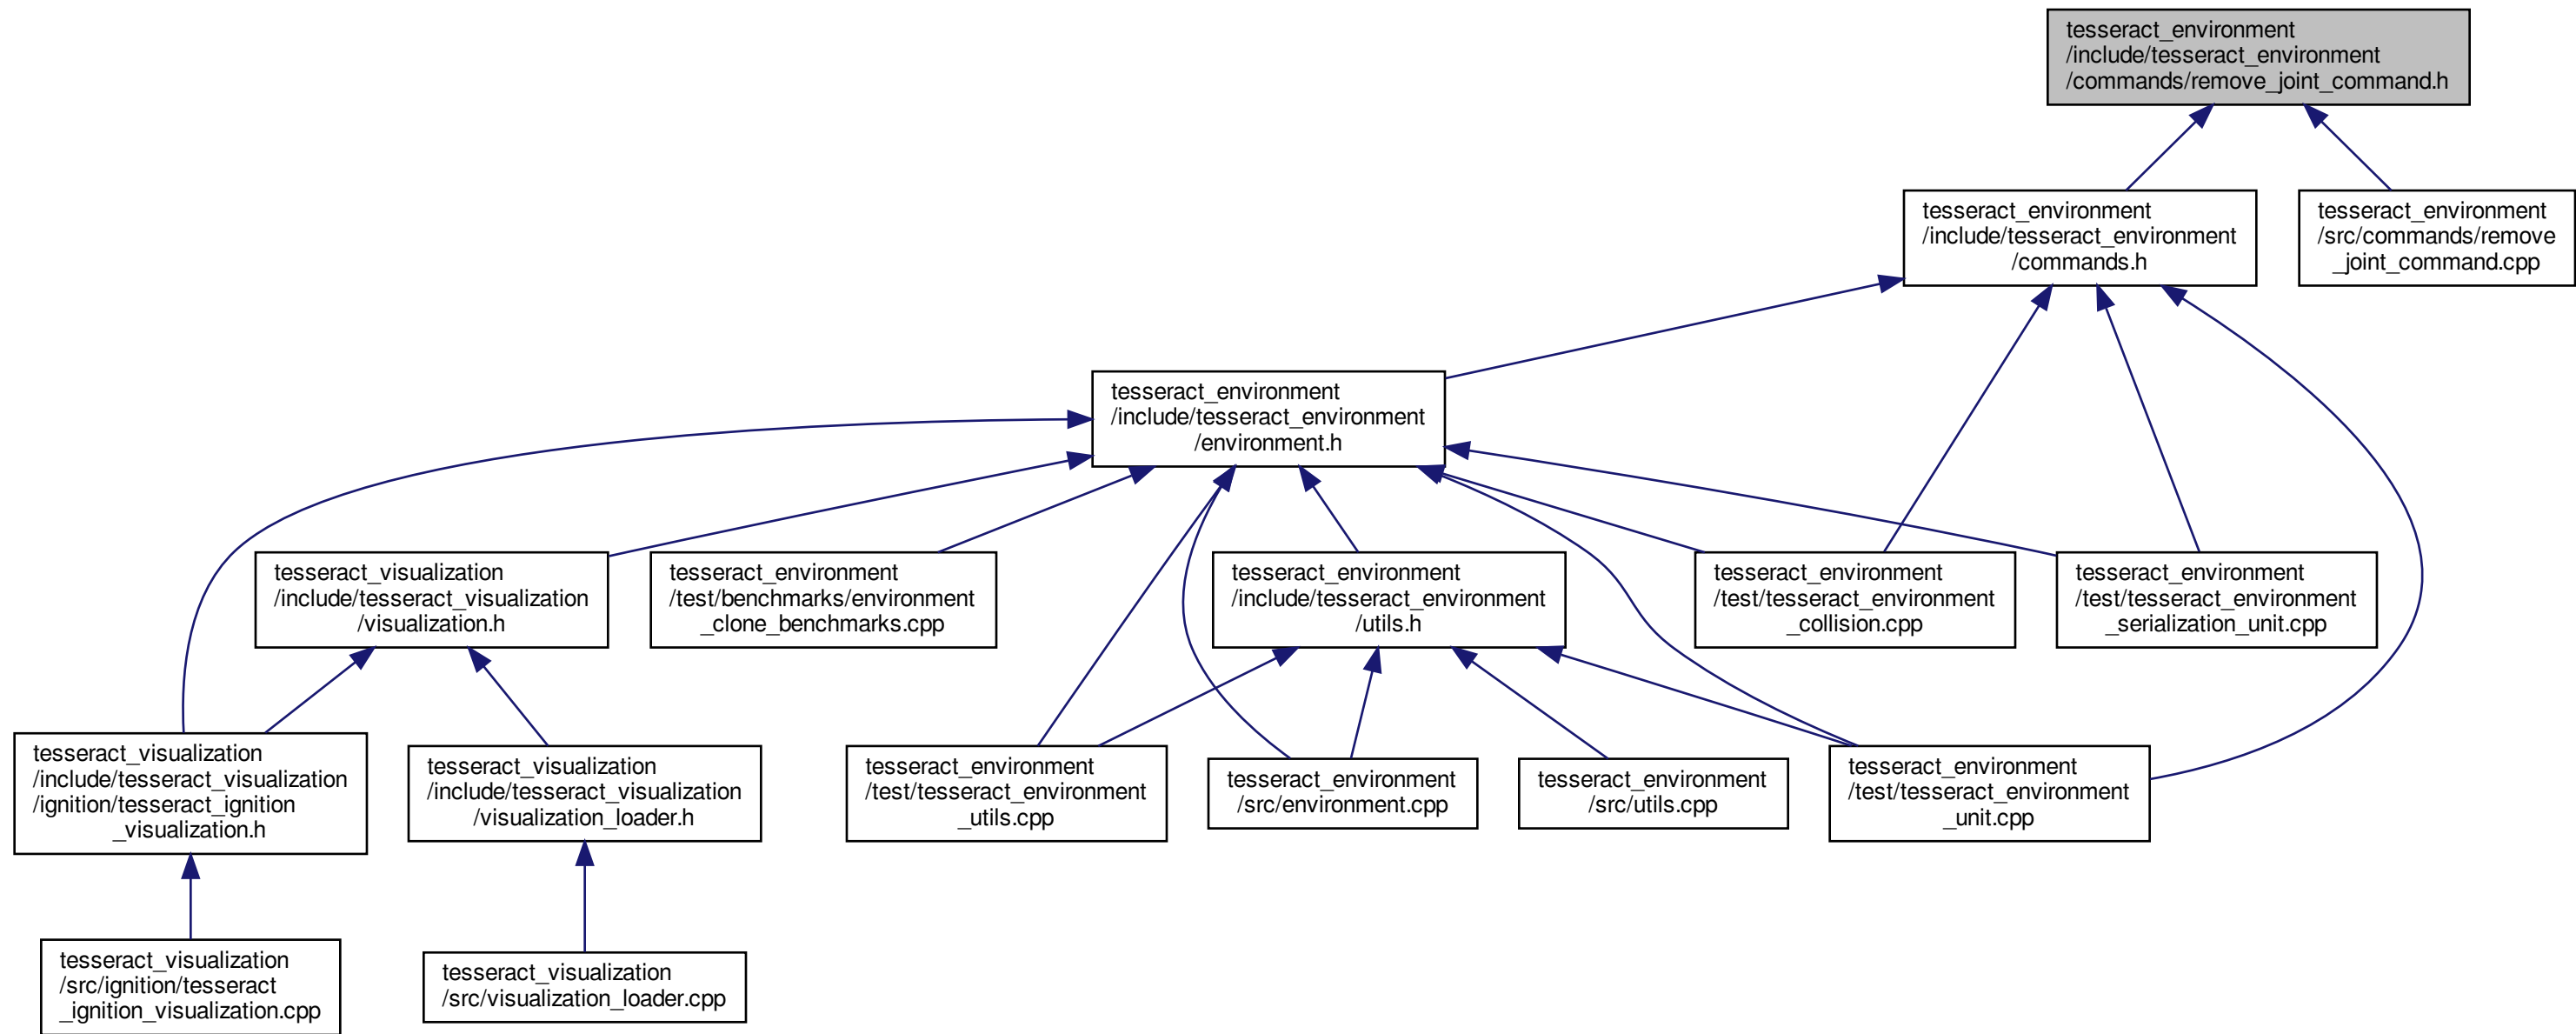 tesseract_environment
/include/tesseract_environment
/commands/remove_joint_command.h
tesseract_environment
/include/tesseract_environment
/commands.h
tesseract_environment
/src/commands/remove
_joint_command.cpp
tesseract_environment
/include/tesseract_environment
/environment.h
tesseract_visualization
/include/tesseract_visualization
/visualization.h
tesseract_environment
/test/benchmarks/environment
_clone_benchmarks.cpp
tesseract_environment
/include/tesseract_environment
/utils.h
tesseract_environment
/test/tesseract_environment
_collision.cpp
tesseract_environment
/test/tesseract_environment
_serialization_unit.cpp
tesseract_visualization
/include/tesseract_visualization
/ignition/tesseract_ignition
_visualization.h
tesseract_visualization
/include/tesseract_visualization
/visualization_loader.h
tesseract_environment
/test/tesseract_environment
_utils.cpp
tesseract_environment
/src/environment.cpp
tesseract_environment
/src/utils.cpp
tesseract_environment
/test/tesseract_environment
_unit.cpp
tesseract_visualization
/src/ignition/tesseract
_ignition_visualization.cpp
tesseract_visualization
/src/visualization_loader.cpp